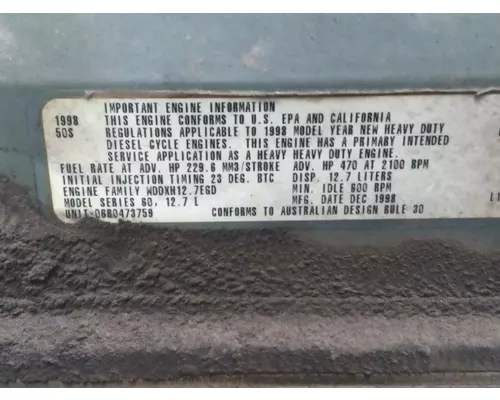 IMPORTANT ENGINE INFORMATION
1998 THIS ENGINE CONFORMS TO U.S. EPA AND CALIFORNIA
50S REGULATIONS APPLICABLE TO 1998 MODEL YEAR NEW HEAVY DUTY
DIESEL CYCLE ENGINES. THIS ENGINE HAS A PRIMARY INTENDED
SERVICE APPLICATION AS A HEAVY HEAVY DUTY ENGINE
FUEL RATE AT ADV. HP 229.6 MM3/STROKE ADV. HP 470 AT 2100 RPM
INITIAL INJECTION TIMING 23 DEG. BTC. DISP. 12.7 LITERS
ENGINE FAMILY WDDXH12.7EGD MIN. IDLE 600 RPM
MODEL SERIES 60, 12.7 L MFG. DATE DEC 1998
UNIT-06R0473759 CONFORMS TO AUSTRALIAN DESIGN RULE 30